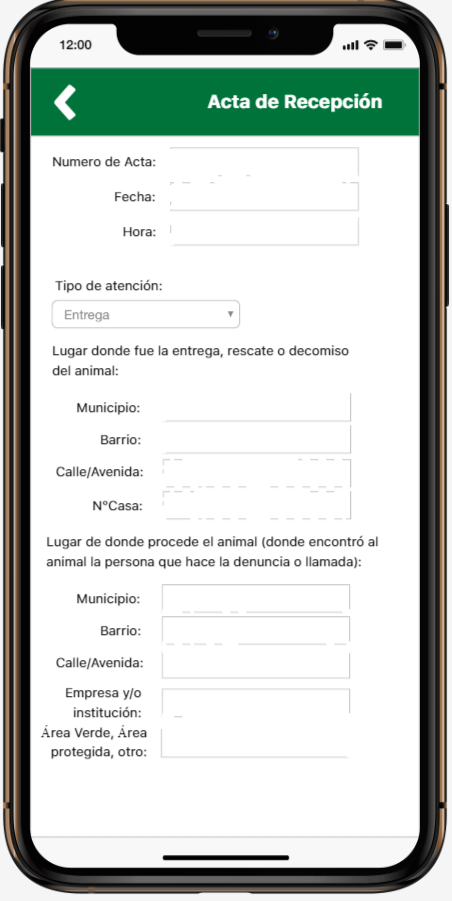 12:00
Acta de Recepción
Numero de Acta:
Fecha:
Hora:
Tipo de atención:
Entrega
Lugar donde fue la entrega, rescate o decomiso
del animal:
Municipio:
Barrio:
Calle/Avenida:
N°Casa:
Lugar de donde procede el animal (donde encontró al
animal la persona que hace la denuncia o llamada):
Municipio:
Barrio:
Calle/Avenida:
Empresa y/o
institución:
Área Verde, Área
protegida, otro: